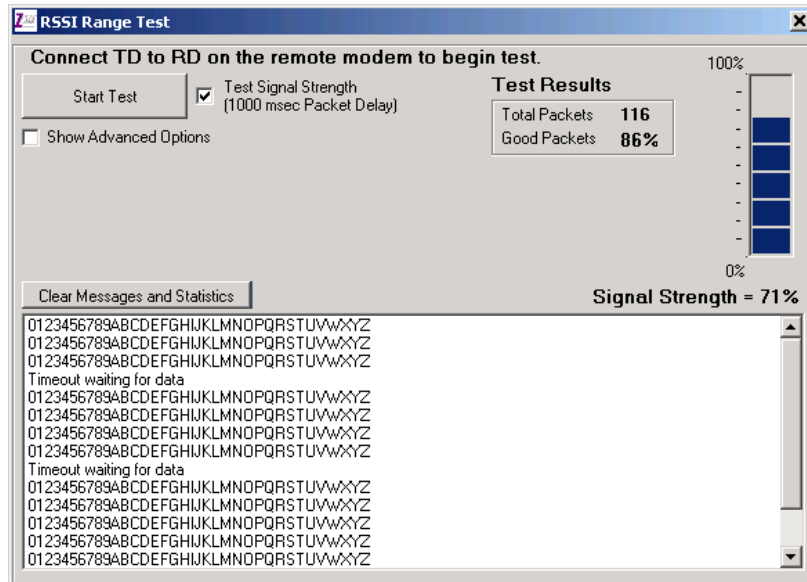 RSSI Range Test
Connect TD to RD on the remote modem to begin test.
100%
Start Test
Test Signal Strength
(1000 msec Packet Delay)
Test Results
Total Packets 116
Good Packets 86%
Show Advanced Options
0%
Clear Messages and Statistics
Signal Strength = 71%
0123456789ABCDEFGHIJKLMNOPQRSTUVWXYZ
0123456789ABCDEFGHIJKLMNOPQRSTUVWXYZ
0123456789ABCDEFGHIJKLMNOPQRSTUVWXYZ
Timeout waiting for data
0123456789ABCDEFGHIJKLMNOPQRSTUVWXYZ
0123456789ABCDEFGHIJKLMNOPQRSTUVWXYZ
0123456789ABCDEFGHIJKLMNOPQRSTUVWXYZ
0123456789ABCDEFGHIJKLMNOPQRSTUVWXYZ
Timeout waiting for data
0123456789ABCDEFGHIJKLMNOPQRSTUVWXYZ
0123456789ABCDEFGHIJKLMNOPQRSTUVWXYZ
0123456789ABCDEFGHIJKLMNOPQRSTUVWXYZ
0123456789ABCDEFGHIJKLMNOPQRSTUVWXYZ
0123456789ABCDEFGHIJKLMNOPQRSTUVWXYZ